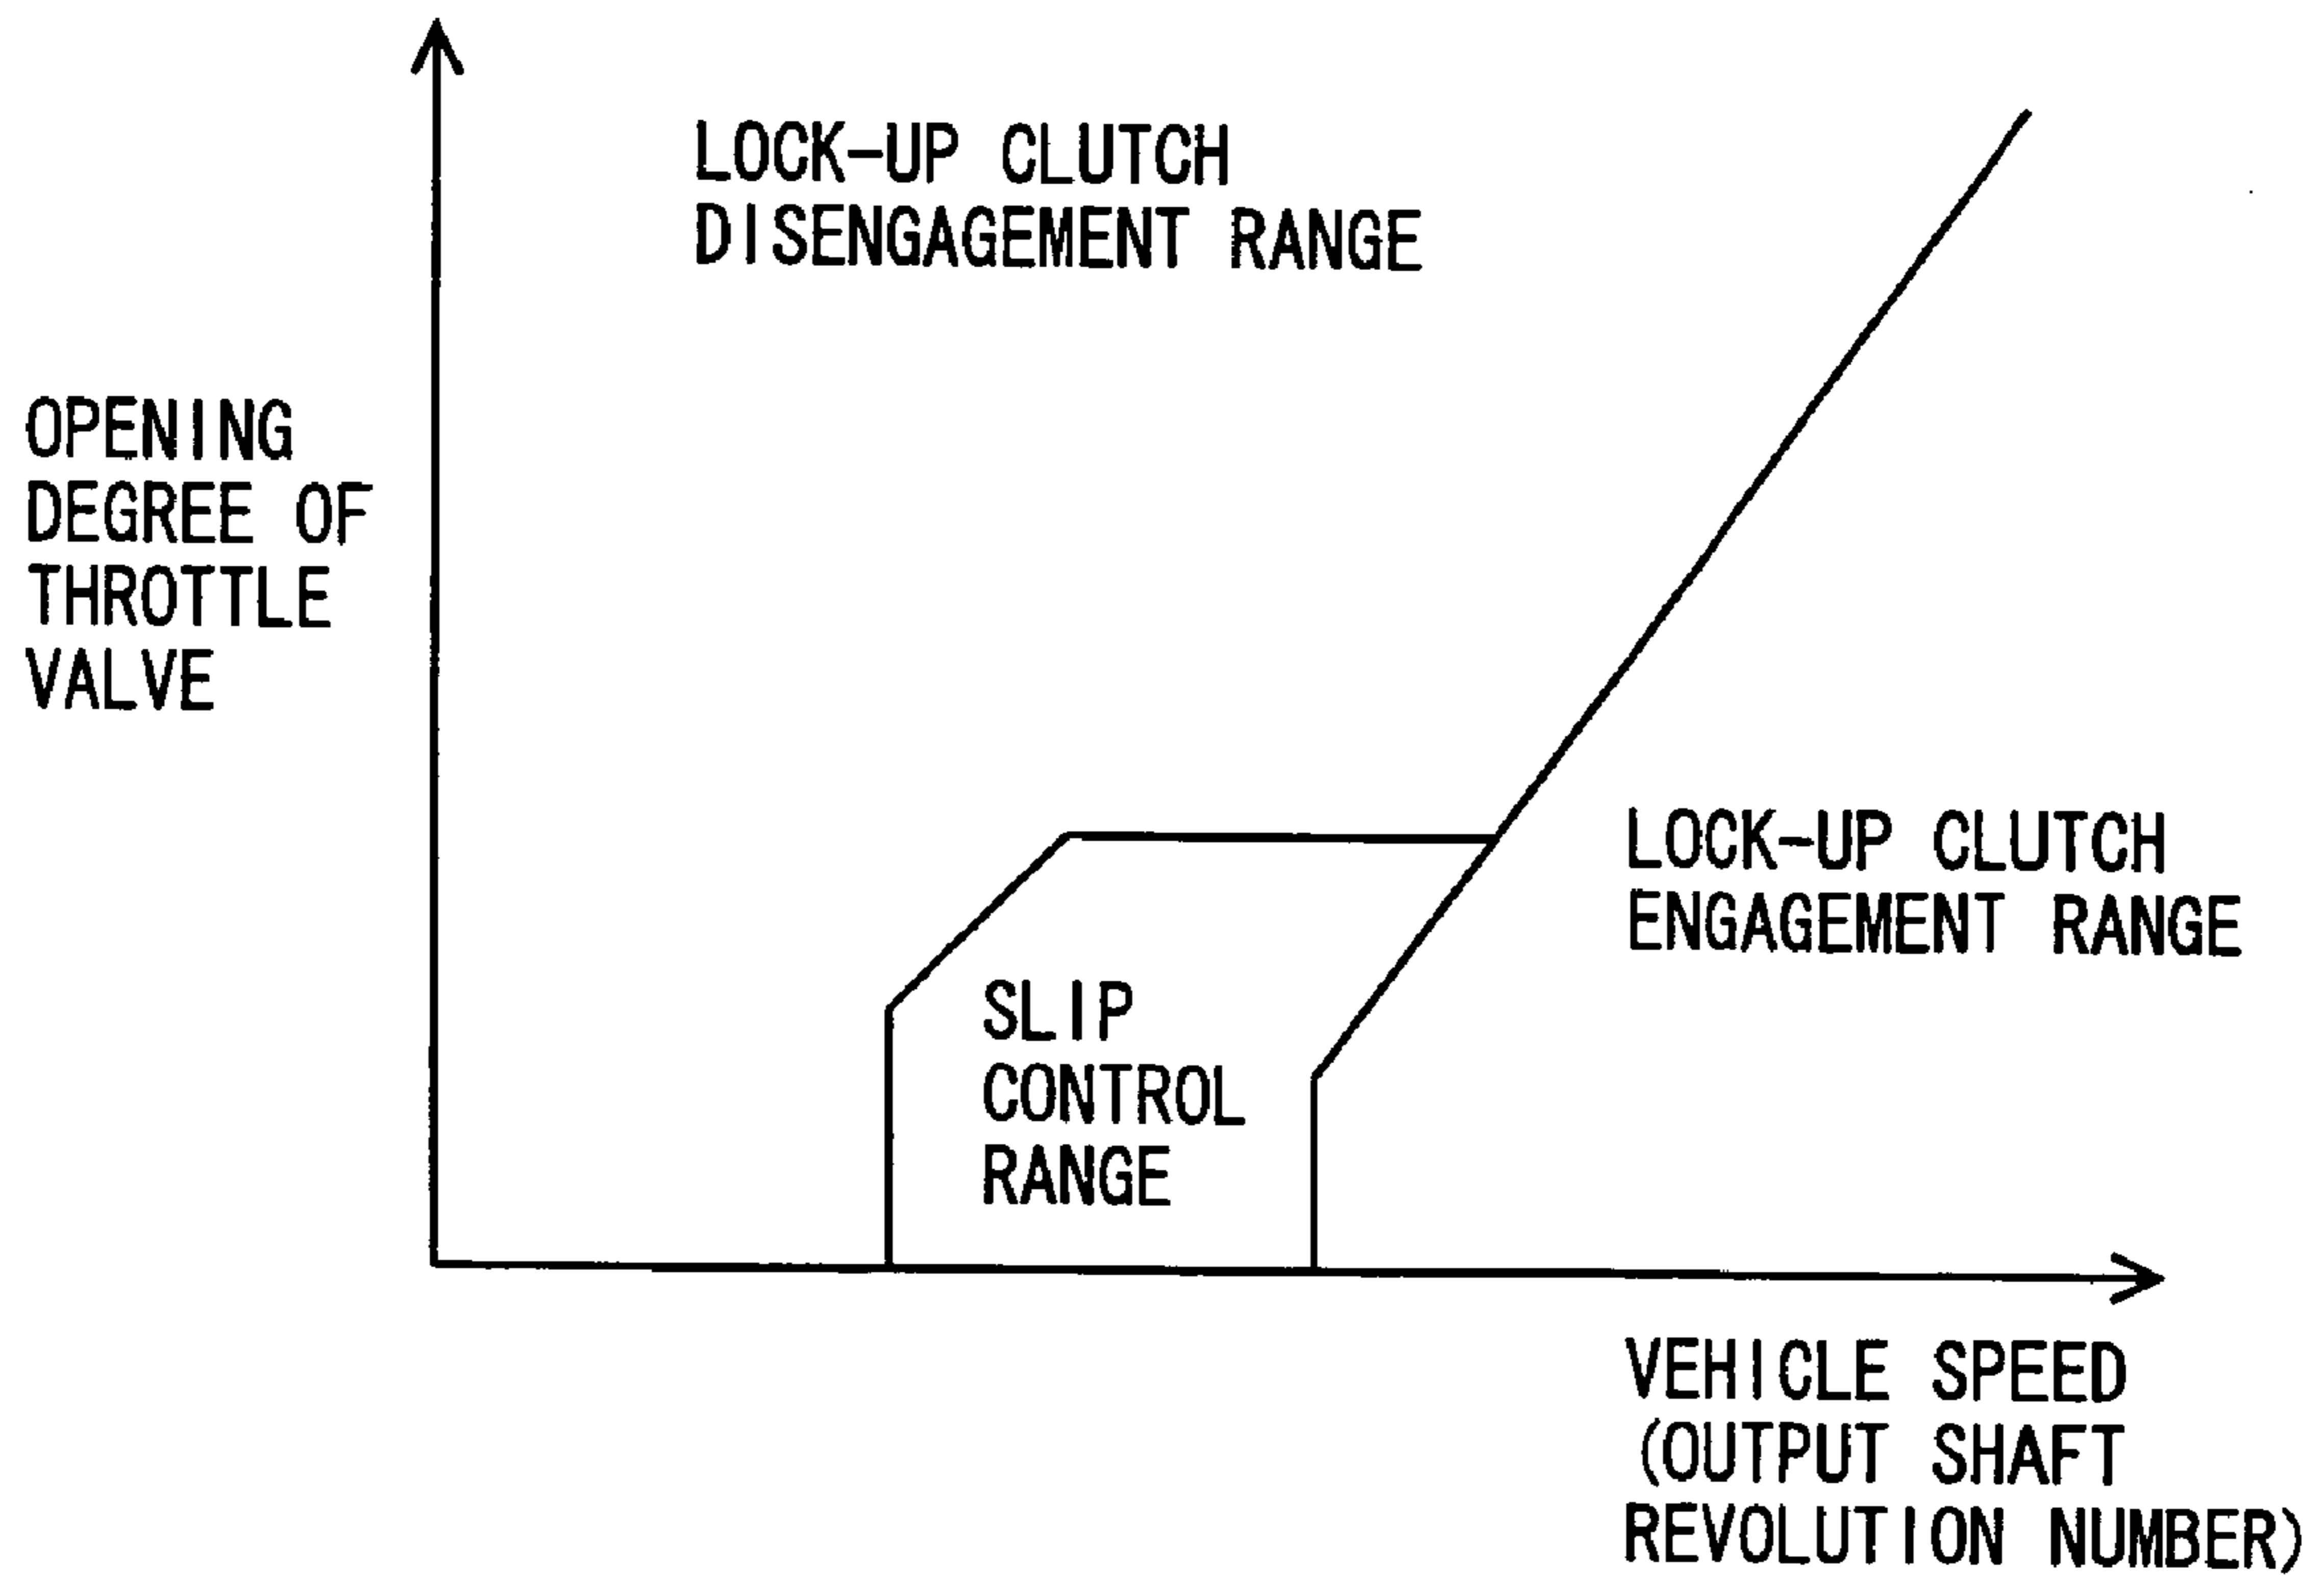 LOCK-UP CLUTCH
DISENGAGEMENT RANGE
OPENING
DEGREE OF
THROTTLE
VALVE
LOCK-UP CLUTCH
ENGAGEMENT RANGE
SLIP
CONTROL
RANGE
VEHICLE SPEED
(OUTPUT SHAFT
REVOLUTION NUMBER)